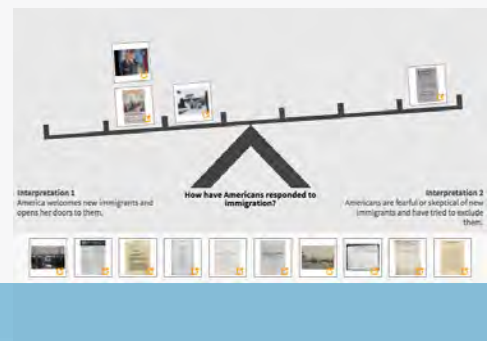 Interpretation 1
America welcomes new immigrants and
opens her doors to them.
How have Americans responded to
immigration?
Interpretation 2
Americans are fearful or skeptical of new
immigrants and have tried to exclude
them.